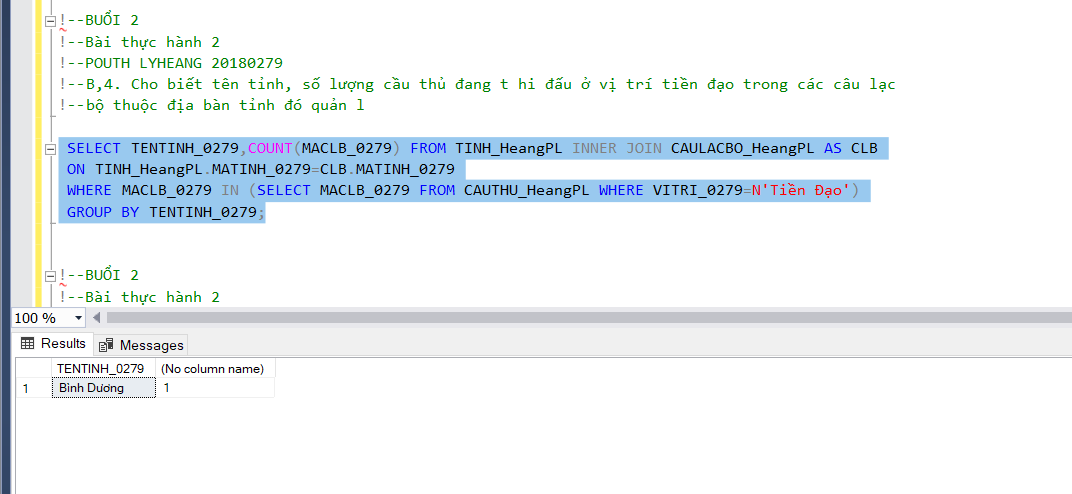 !--BUỔI 2
!--Bài thực hành 2
!--POUTH LYHEANG 20180279
!--B,4. Cho biết tên tỉnh, số lượng cầu thủ đang t hi đấu ở vị trí tiền đạo trong các câu lạc
!--bộ thuộc địa bàn tỉnh đó quản l
SELECT TENTINH_0279,COUNT(MACLB_0279) FROM TINH_HeangPL INNER JOIN CAULACBO_HeangPL AS CLB
ON TINH_HeangPL.MATINH_0279=CLB.MATINH_0279
WHERE MACLB_0279 IN (SELECT MACLB_0279 FROM CAUTHU_HeangPL WHERE VITRI_0279=N'Tiền Đạo')
GROUP BY TENTINH_0279;
!--BUỔI 2
!--Bài thực hành 2
100 %
Results Messages
TENTINH_0279 (No column name)
1 Bình Dương 1